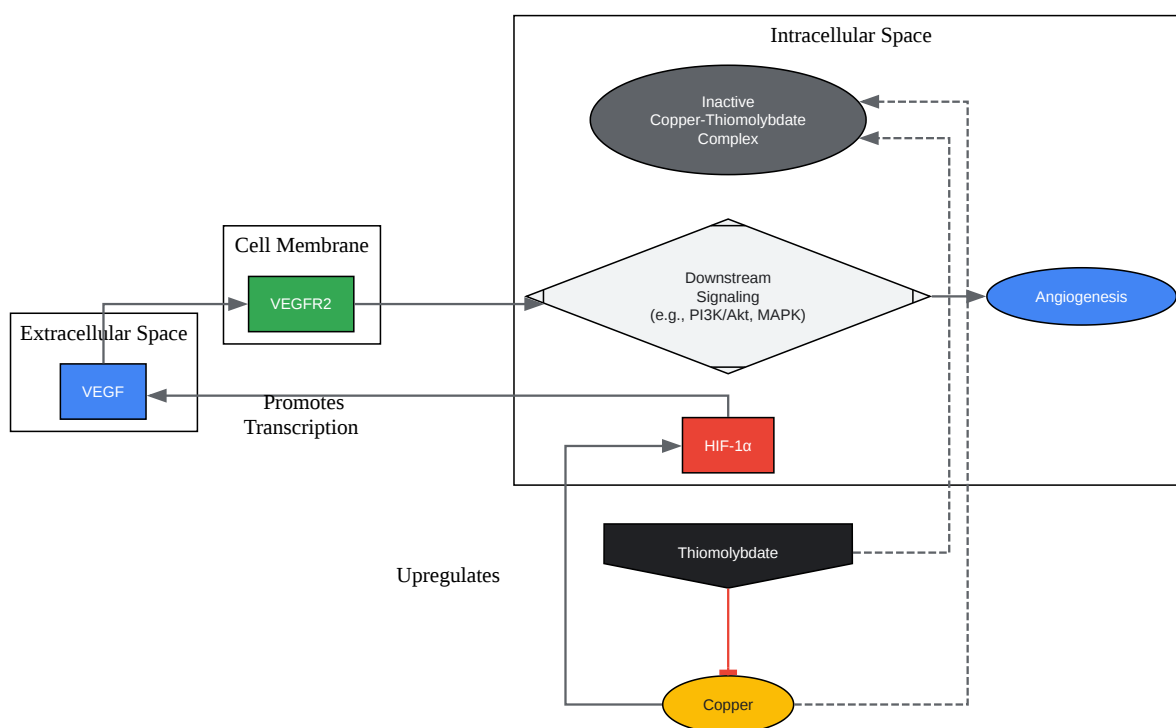 Intracellular Space
Inactive
Copper-Thiomolybdate
Complex
Cell Membrane
VEGFR2
Downstream
Signaling
(e.g., PI3K/Akt, MAPK)
Angiogenesis
Extracellular Space
VEGF
Promotes
Transcription
HIF-1α
Thiomolybdate
Upregulates
Copper